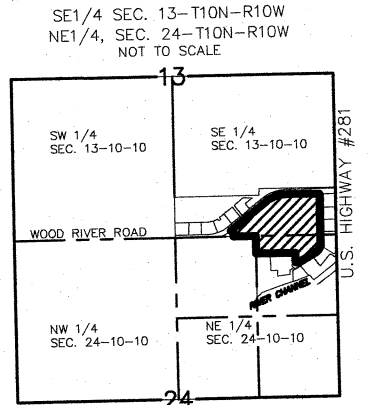 SE1/4 SEC. 13-T10N-R10W
NE1/4, SEC. 24-T10N-R10W
NOT TO SCALE
13
SW 1/4
SEC. 13-10-10
SE 1/4
SEC. 13-10-10
U.S. HIGHWAY #281
WOOD RIVER ROAD
RIVER CHANNEL
NW 1/4
SEC. 24-10-10
NE 1/4
SEC. 24-10-10
24